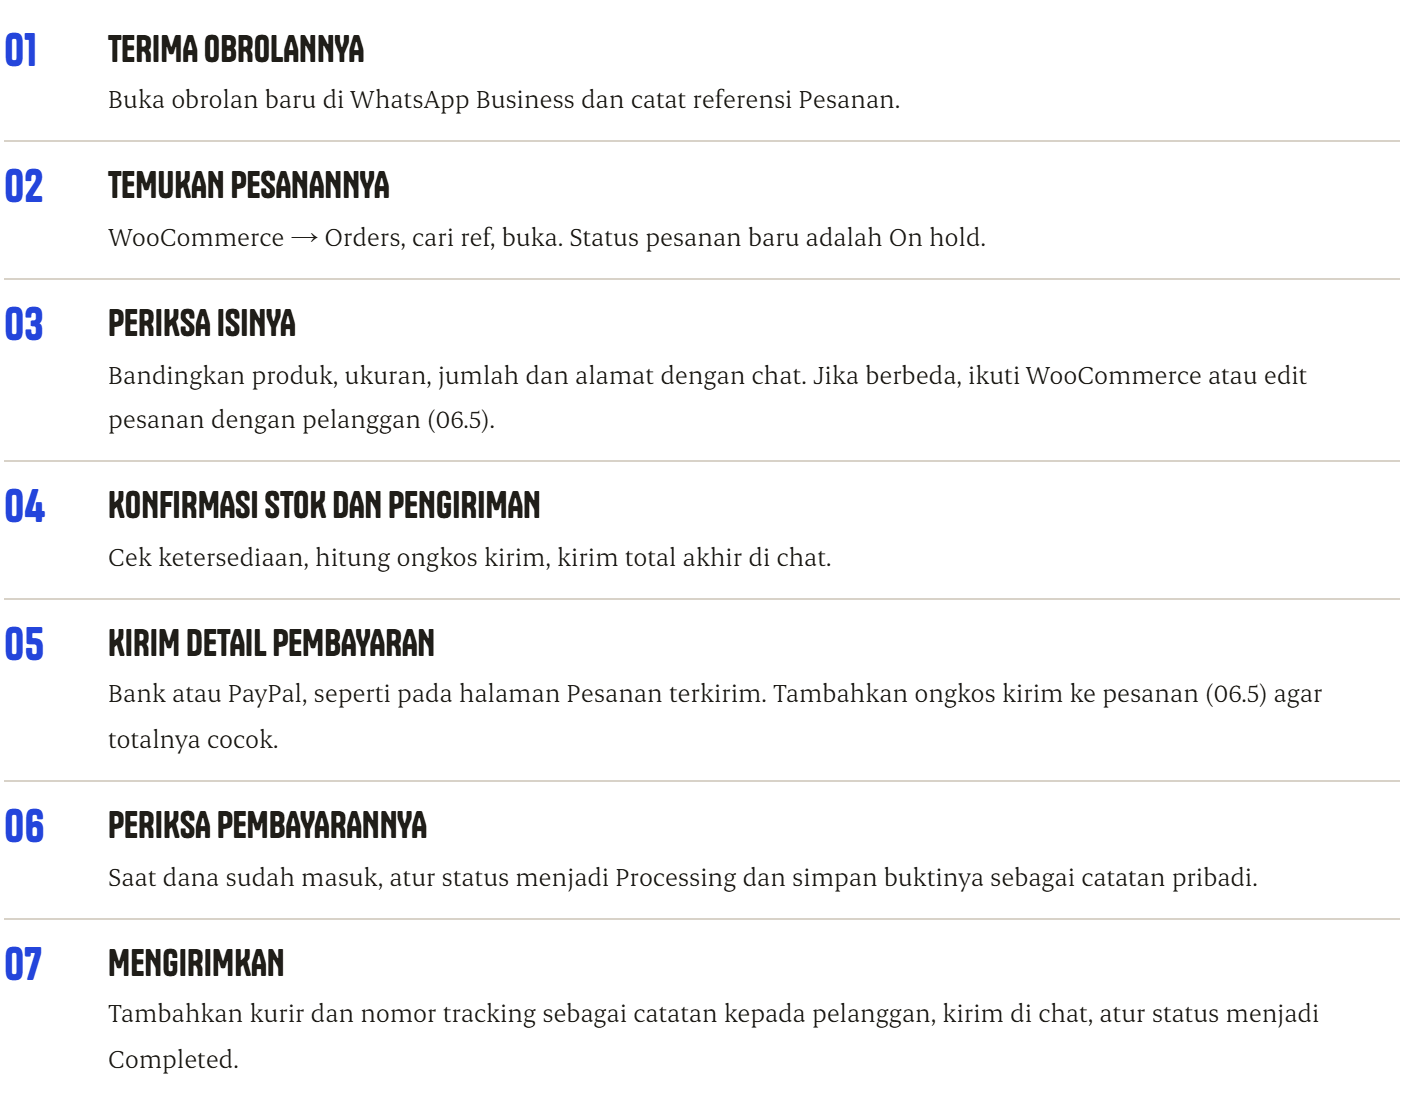 01
TERIMA OBROLANNYA
Buka obrolan baru di WhatsApp Business dan catat referensi Pesanan.
02
TEMUKAN PESANANNYA
WooCommerce → Orders, cari ref, buka. Status pesanan baru adalah On hold.
03
PERIKSA ISINYA
Bandingkan produk, ukuran, jumlah dan alamat dengan chat. Jika berbeda, ikuti WooCommerce atau edit
pesanan dengan pelanggan (06.5).
04
KONFIRMASI STOK DAN PENGIRIMAN
Cek ketersediaan, hitung ongkos kirim, kirim total akhir di chat.
05
KIRIM DETAIL PEMBAYARAN
Bank atau PayPal, seperti pada halaman Pesanan terkirim. Tambahkan ongkos kirim ke pesanan (06.5) agar
totalnya cocok.
06
PERIKSA PEMBAYARANNYA
Saat dana sudah masuk, atur status menjadi Processing dan simpan buktinya sebagai catatan pribadi.
07
MENGIRIMKAN
Tambahkan kurir dan nomor tracking sebagai catatan kepada pelanggan, kirim di chat, atur status menjadi
Completed.